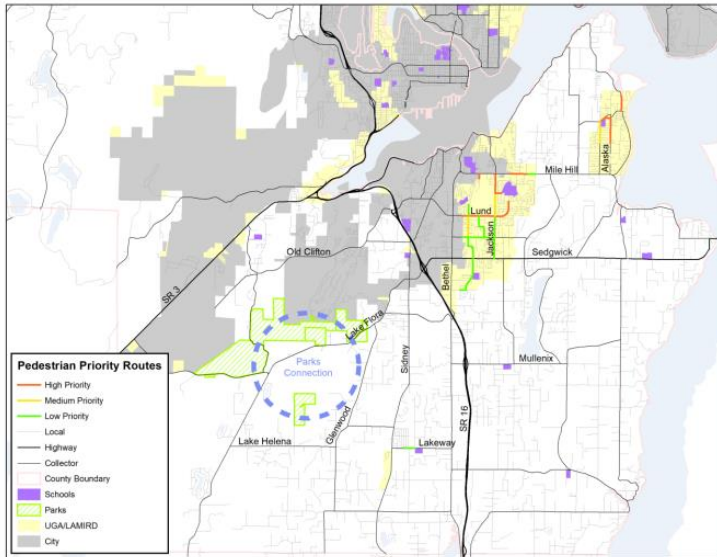 Mile Hill
Alaska
Lund
Jackson
Old Clifton
Sedgwick
Bethel
SR 3
Lake Flora
Sidney
Parks
Connection
Mullenix
SR 16
Glenwood
Lake Helena
Lakeway
Pedestrian Priority Routes
High Priority
Medium Priority
Low Priority
Local
Highway
Collector
County Boundary
Schools
Parks
UGA/LAMIRD
City